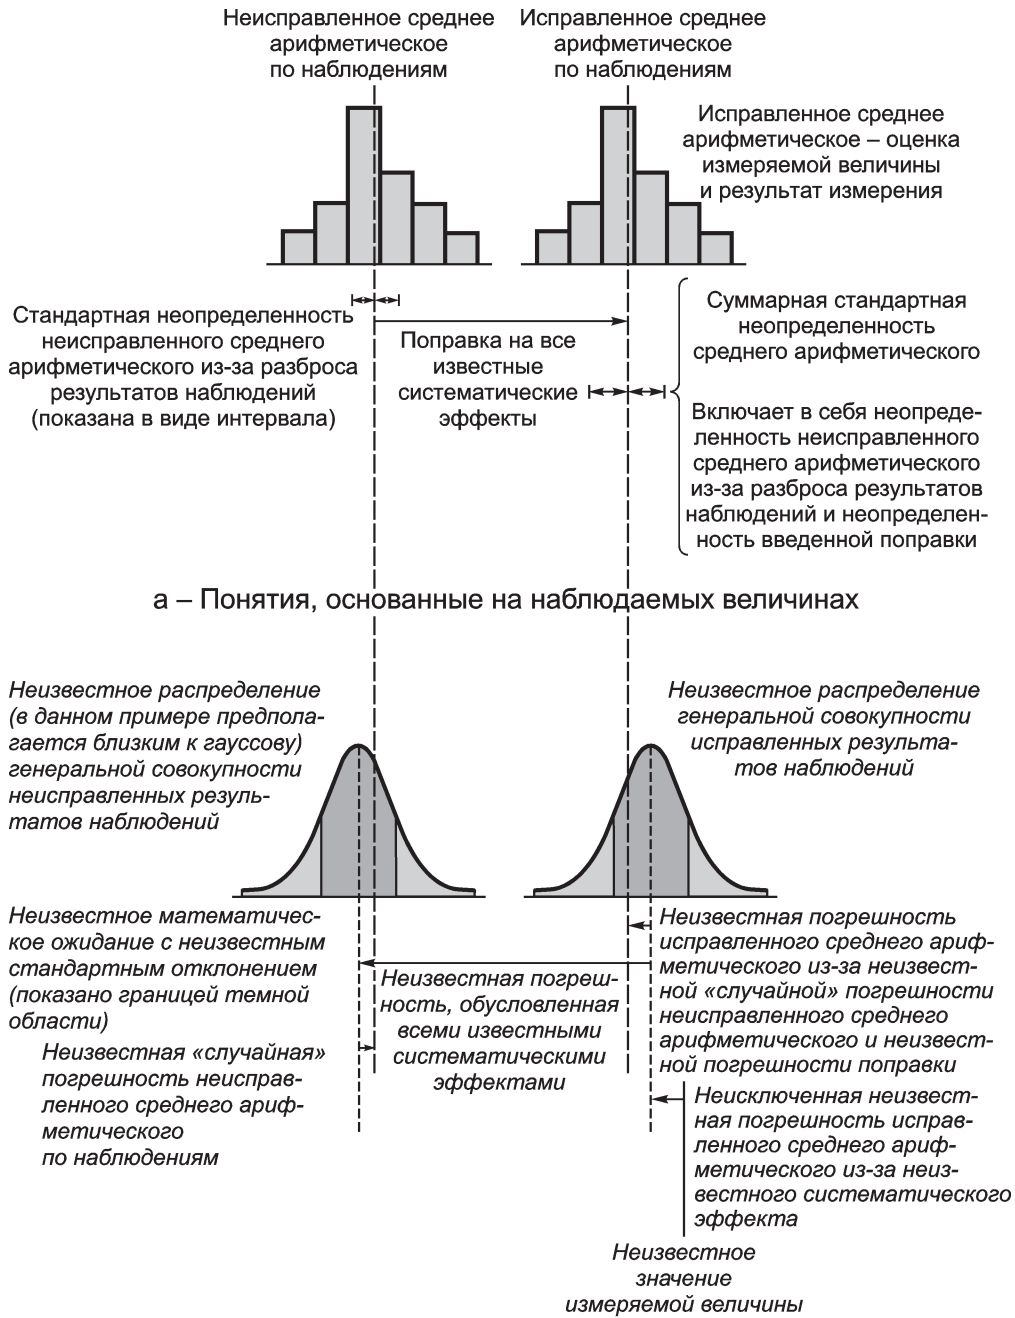 Неисправленное среднее
арифметическое
по наблюдениям
Исправленное среднее
арифметическое
по наблюдениям
Исправленное среднее
арифметическое – оценка
измеряемой величины
и результат измерения
Стандартная неопределенность
неисправленного среднего
арифметического из-за разброса
результатов наблюдений
(показана в виде интервала)
Поправка на все
известные
систематические
эффекты
Суммарная стандартная
неопределенность
среднего арифметического
Включает в себя неопреде-
ленность неисправленного
среднего арифметического
из-за разброса результатов
наблюдений и неопределен-
ность введенной поправки
а – Понятия, основанные на наблюдаемых величинах
Неизвестное распределение
(в данном примере предпола-
гается близким к гауссову)
генеральной совокупности
неисправленных резуль-
татов наблюдений
Неизвестное распределение
генеральной совокупности
исправленных результа-
тов наблюдений
Неизвестное математичес-
кое ожидание с неизвестным
стандартным отклонением
(показано границей темной
области)
Неизвестная «случайная»
погрешность неисправ-
ленного среднего ариф-
метического
по наблюдениям
Неизвестная погреш-
ность, обусловленная
всеми известными
систематическими
эффектами
Неизвестная погрешность
исправленного среднего ариф-
метического из-за неизвест-
ной «случайной» погрешности
неисправленного среднего
арифметического и неизвест-
ной погрешности поправки
Неисключенная неизвест-
ная погрешность исправ-
ленного среднего ариф-
метического из-за неиз-
вестного систематического
эффекта
Неизвестное
значение
измеряемой величины